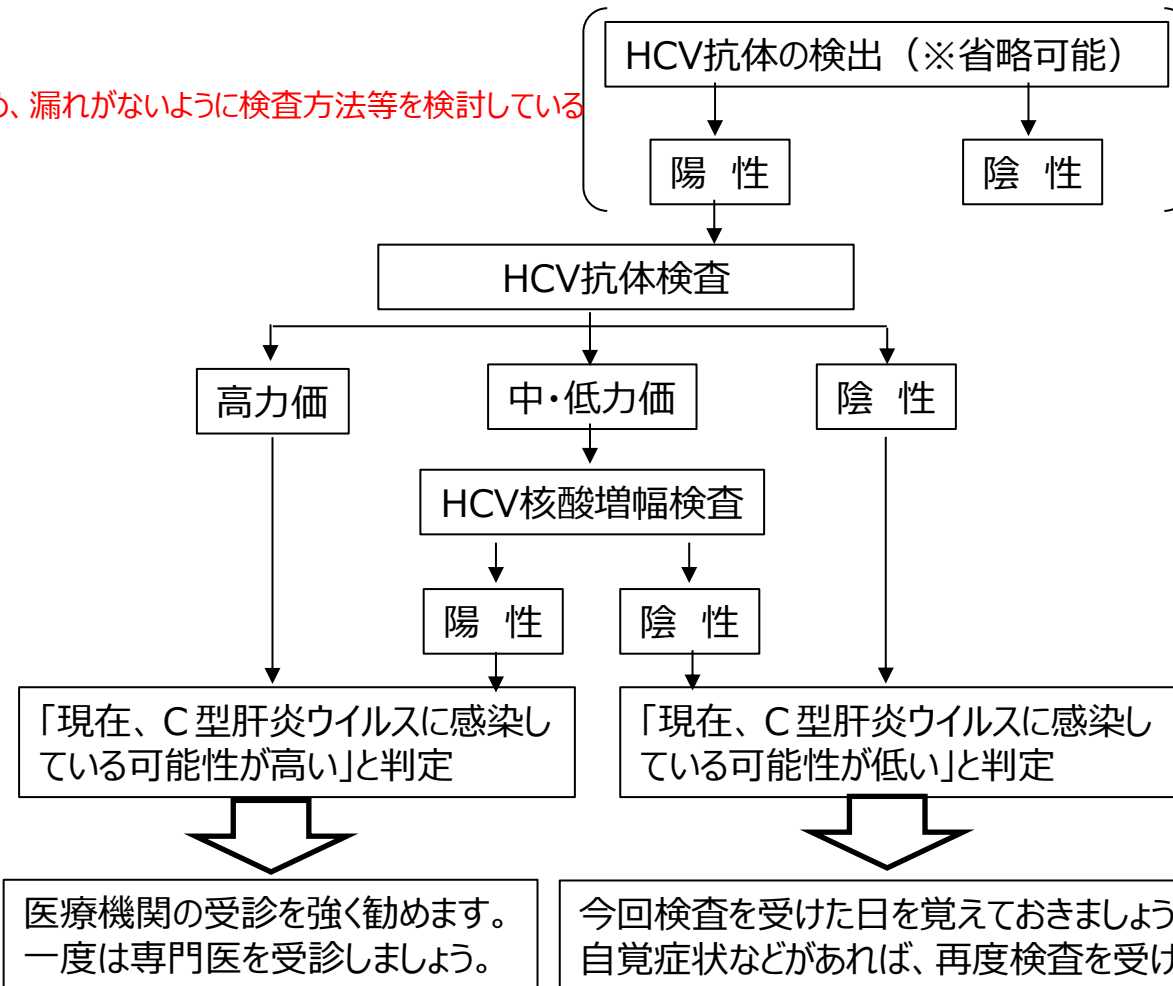 HCV抗体の検出（※省略可能）
、漏れがないように検査方法等を検討している
陽 性
陰 性
HCV抗体検査
高力価
中・低力価
陰 性
HCV核酸増幅検査
陽 性
陰 性
「現在、C型肝炎ウイルスに感染し
ている可能性が高い」と判定
「現在、C型肝炎ウイルスに感染し
ている可能性が低い」と判定
医療機関の受診を強く勧めます。
一度は専門医を受診しましょう。
今回検査を受けた日を覚えておきましょう
自覚症状などがあれば、再度検査を受け